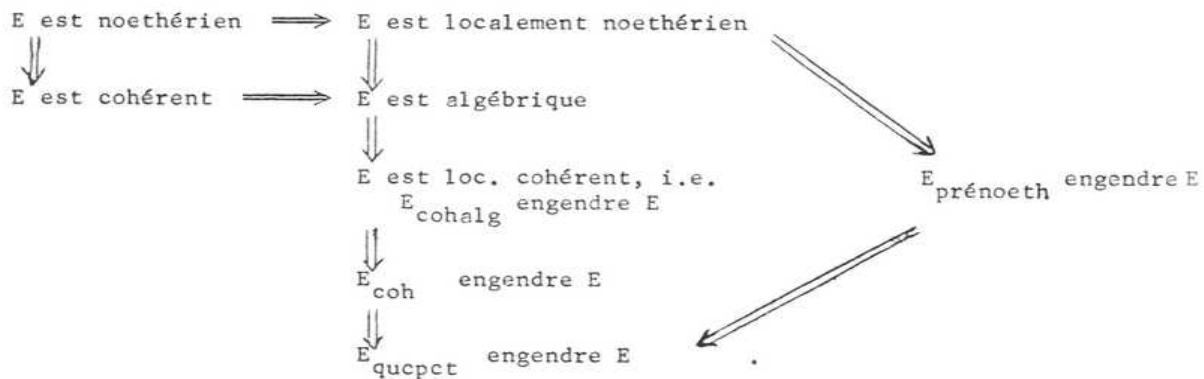 E est noethérien ⟹ E est localement noethérien
E est cohérent ⟹ E est algébrique
E est loc. cohérent, i.e.
E_cohalg engendre E
E_prénoeth engendre E
E_coh engendre E
E_qucpct engendre E .